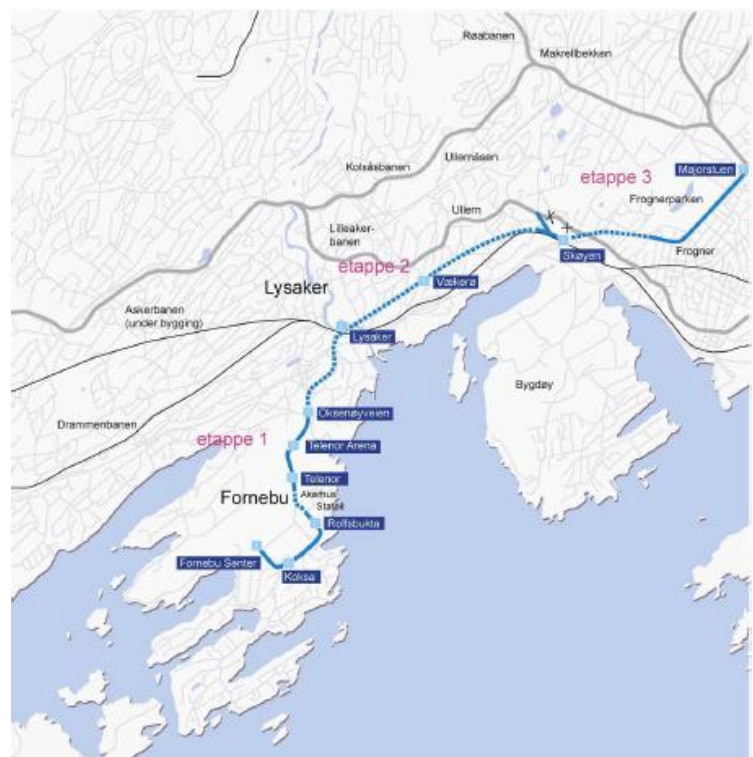 Røabanen
Makrellbekken
Kolsåsbanen
Ullernåsen
etappe 3
Majorstuen
Frognerparken
Ullern
Lilleaker-
banen
Frogner
Skøyen
etappe 2
Vækerø
Lysaker
Askerbanen
(under bygging)
Lysaker
Bygdøy
Drammenbanen
Oksenøyveien
etappe 1
Telenor Arena
Telenor
Fornebu
Akerhus
Statoil
Rolfsbukta
Fornebu Senter
Koksa